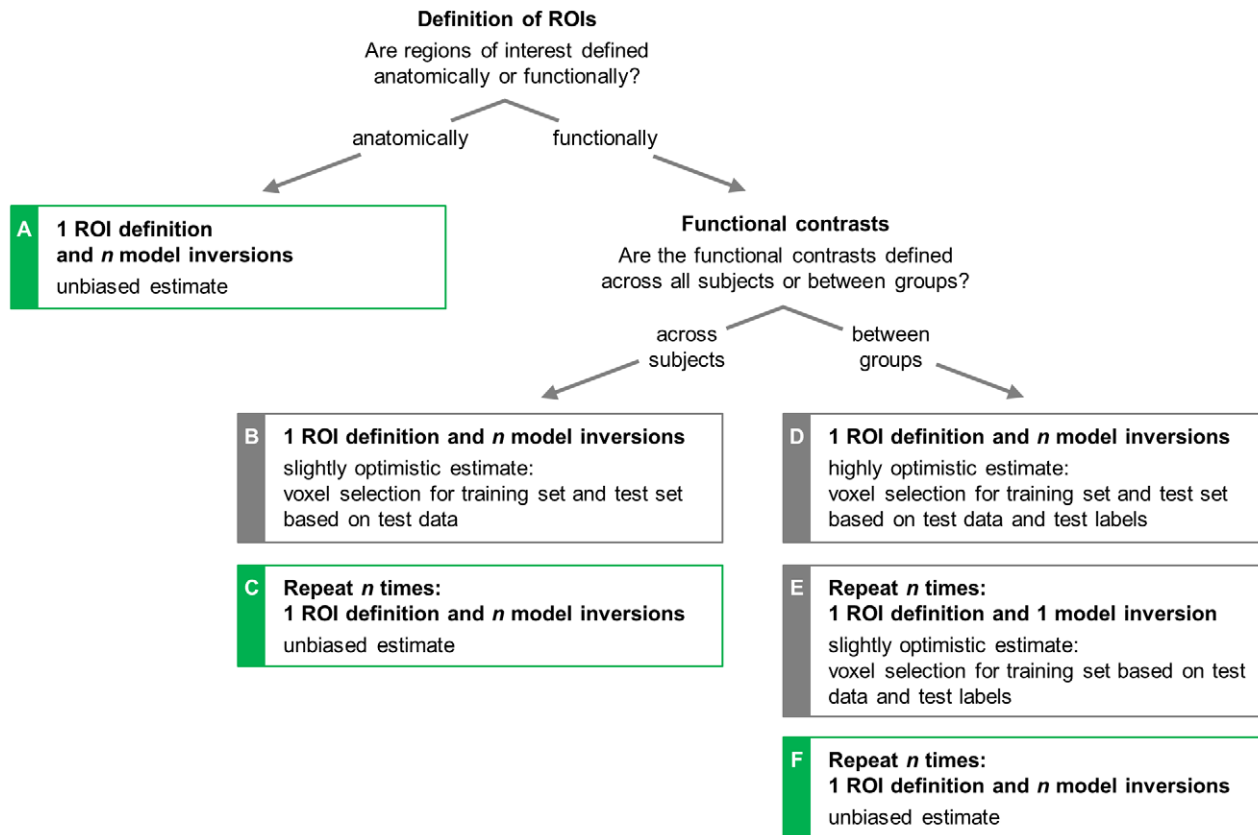 Definition of ROIs
Are regions of interest defined
anatomically or functionally?
anatomically
functionally
A
1 ROI definition
and n model inversions
unbiased estimate
Functional contrasts
Are the functional contrasts defined
across all subjects or between groups?
across
subjects
between
groups
B
1 ROI definition and n model inversions
slightly optimistic estimate:
voxel selection for training set and test set
based on test data
D
1 ROI definition and n model inversions
highly optimistic estimate:
voxel selection for training set and test set
based on test data and test labels
C
Repeat n times:
1 ROI definition and n model inversions
unbiased estimate
E
Repeat n times:
1 ROI definition and 1 model inversion
slightly optimistic estimate:
voxel selection for training set based on test
data and test labels
F
Repeat n times:
1 ROI definition and n model inversions
unbiased estimate